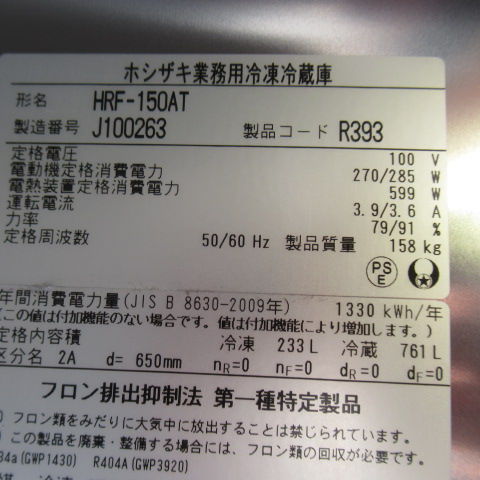 ホシザキ業務用冷凍冷蔵庫
形名 HRF-150AT
製造番号 J100263 製品コード R393
定格電圧 100 V
電動機定格消費電力 270/285 W
電熱装置定格消費電力 599 W
運転電流 3.9/3.6 A
力率 79/91 %
定格周波数 50/60 Hz 製品質量 158 kg
PS
E
年間消費電力量(JIS B 8630-2009年) 1330 kWh/年
(この値は付加機能のない場合です。値は付加機能により増加します。)
定格内容積 冷凍 233 L 冷蔵 761 L
区分名 2A d= 650mm nR=0 nF=0 dR=0 dF=0
フロン排出抑制法 第一種特定製品
) フロン類をみだりに大気中に放出することは禁じられています。
) この製品を廃棄・整備する場合には、フロン類の回収が必要です。
34a(GWP1430) R404A(GWP3920)